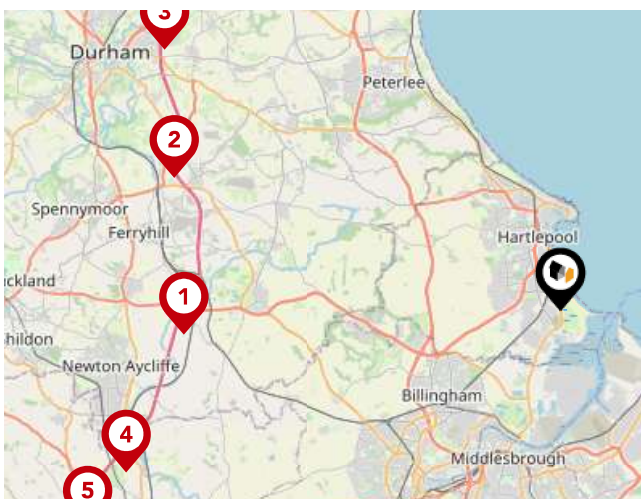 3
Durham
Peterlee
2
Spennymoor
Ferryhill
Hartlepool
ckland
1
hildon
Newton Aycliffe
Billingham
4
Middlesbrough
5